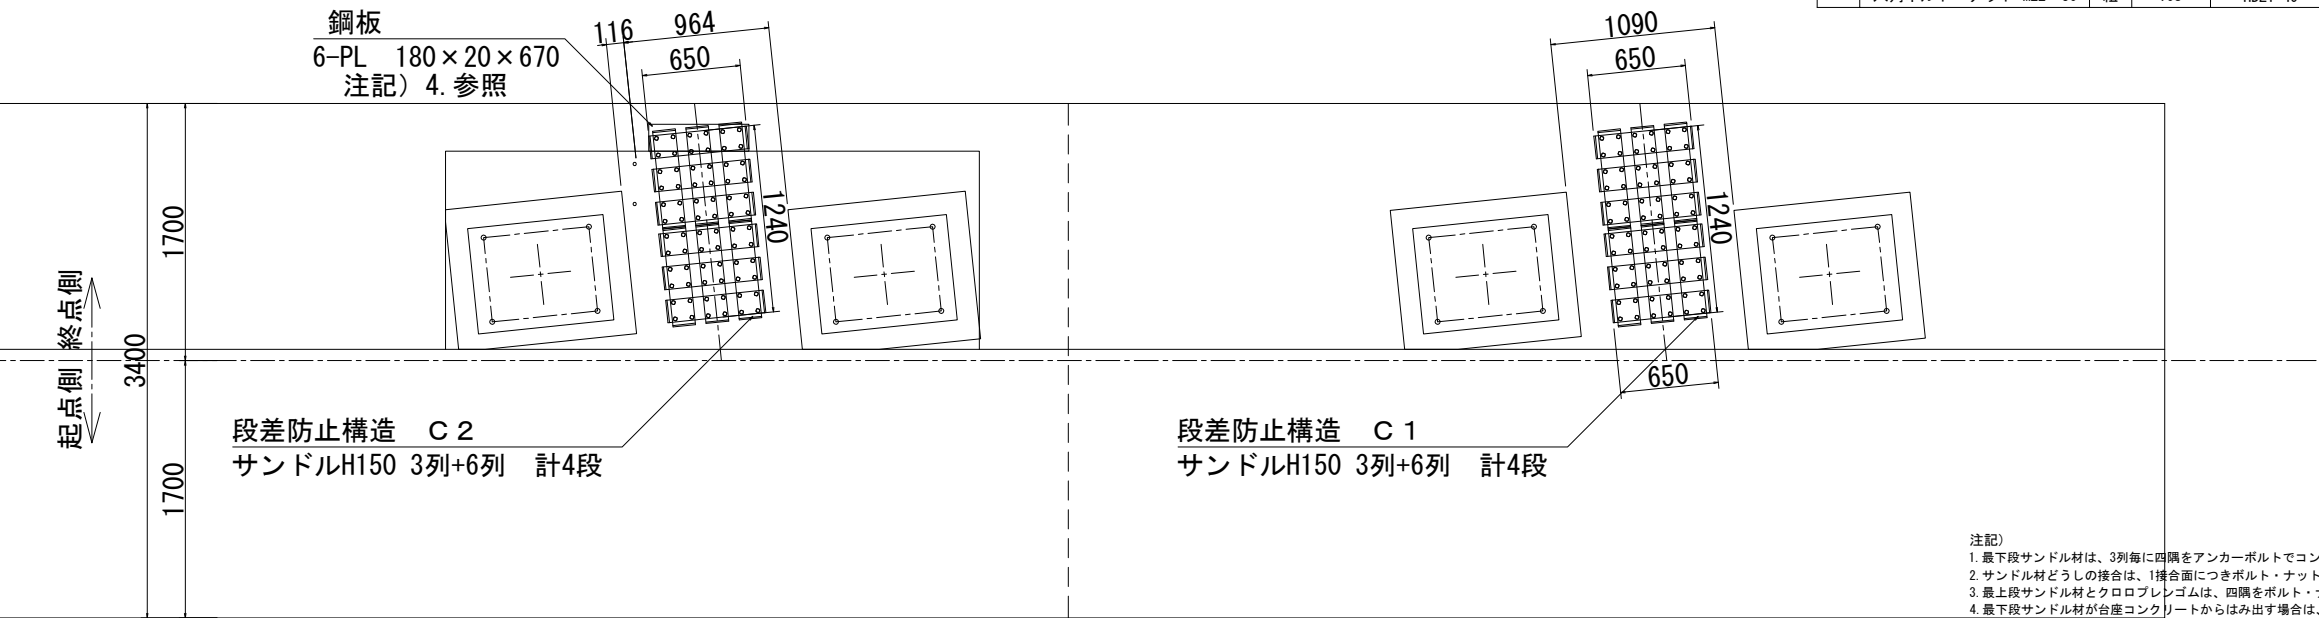 鋼板
6-PL 180×20×670
注記) 4.参照
116
964
650
1240
1090
650
1240
650
1700
3400
1700
終点側
起点側
段差防止構造 C2
サンドルH150 3列+6列 計4段
段差防止構造 C1
サンドルH150 3列+6列 計4段
注記)
1.最下段サンドル材は、3列毎に四隅をアンカーボルトでコン
2.サンドル材どうしの接合は、1接合面につきボルト・ナット
3.最上段サンドル材とクロロプレンゴムは、四隅をボルト・
4.最下段サンドル材が台座コンクリートからはみ出す場合は、